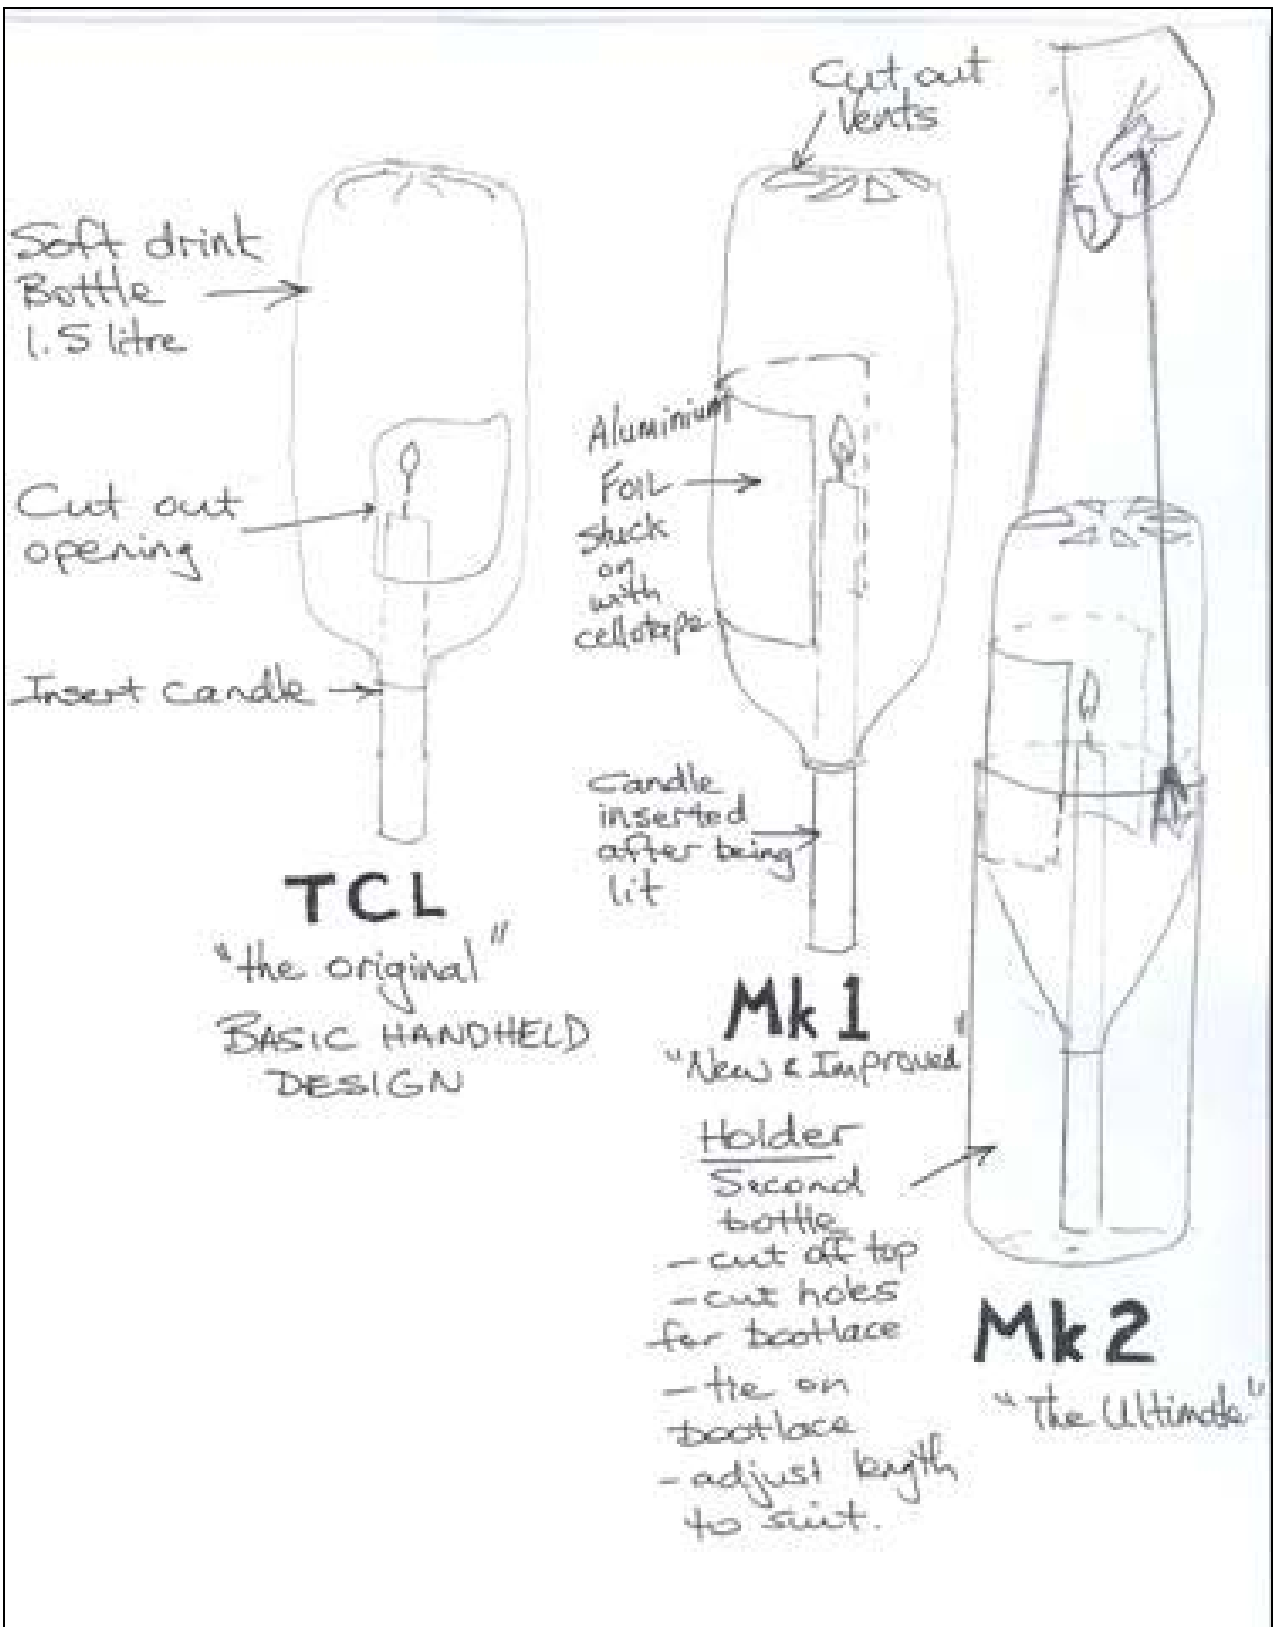 Soft drink
Bottle
1.5 litre
Cut out
opening
Insert candle
TCL
"the original"
BASIC HANDHELD
DESIGN
Cut out
Vents
Aluminium
Foil
stuck
on
with
cellotape
Candle
inserted
after being
lit
Mk 1
"New & Improved"
Holder
Second
bottle
- cut off top
- cut holes
for bootlace
- tie on
bootlace
- adjust length
to suit.
Mk 2
"The Ultimate"